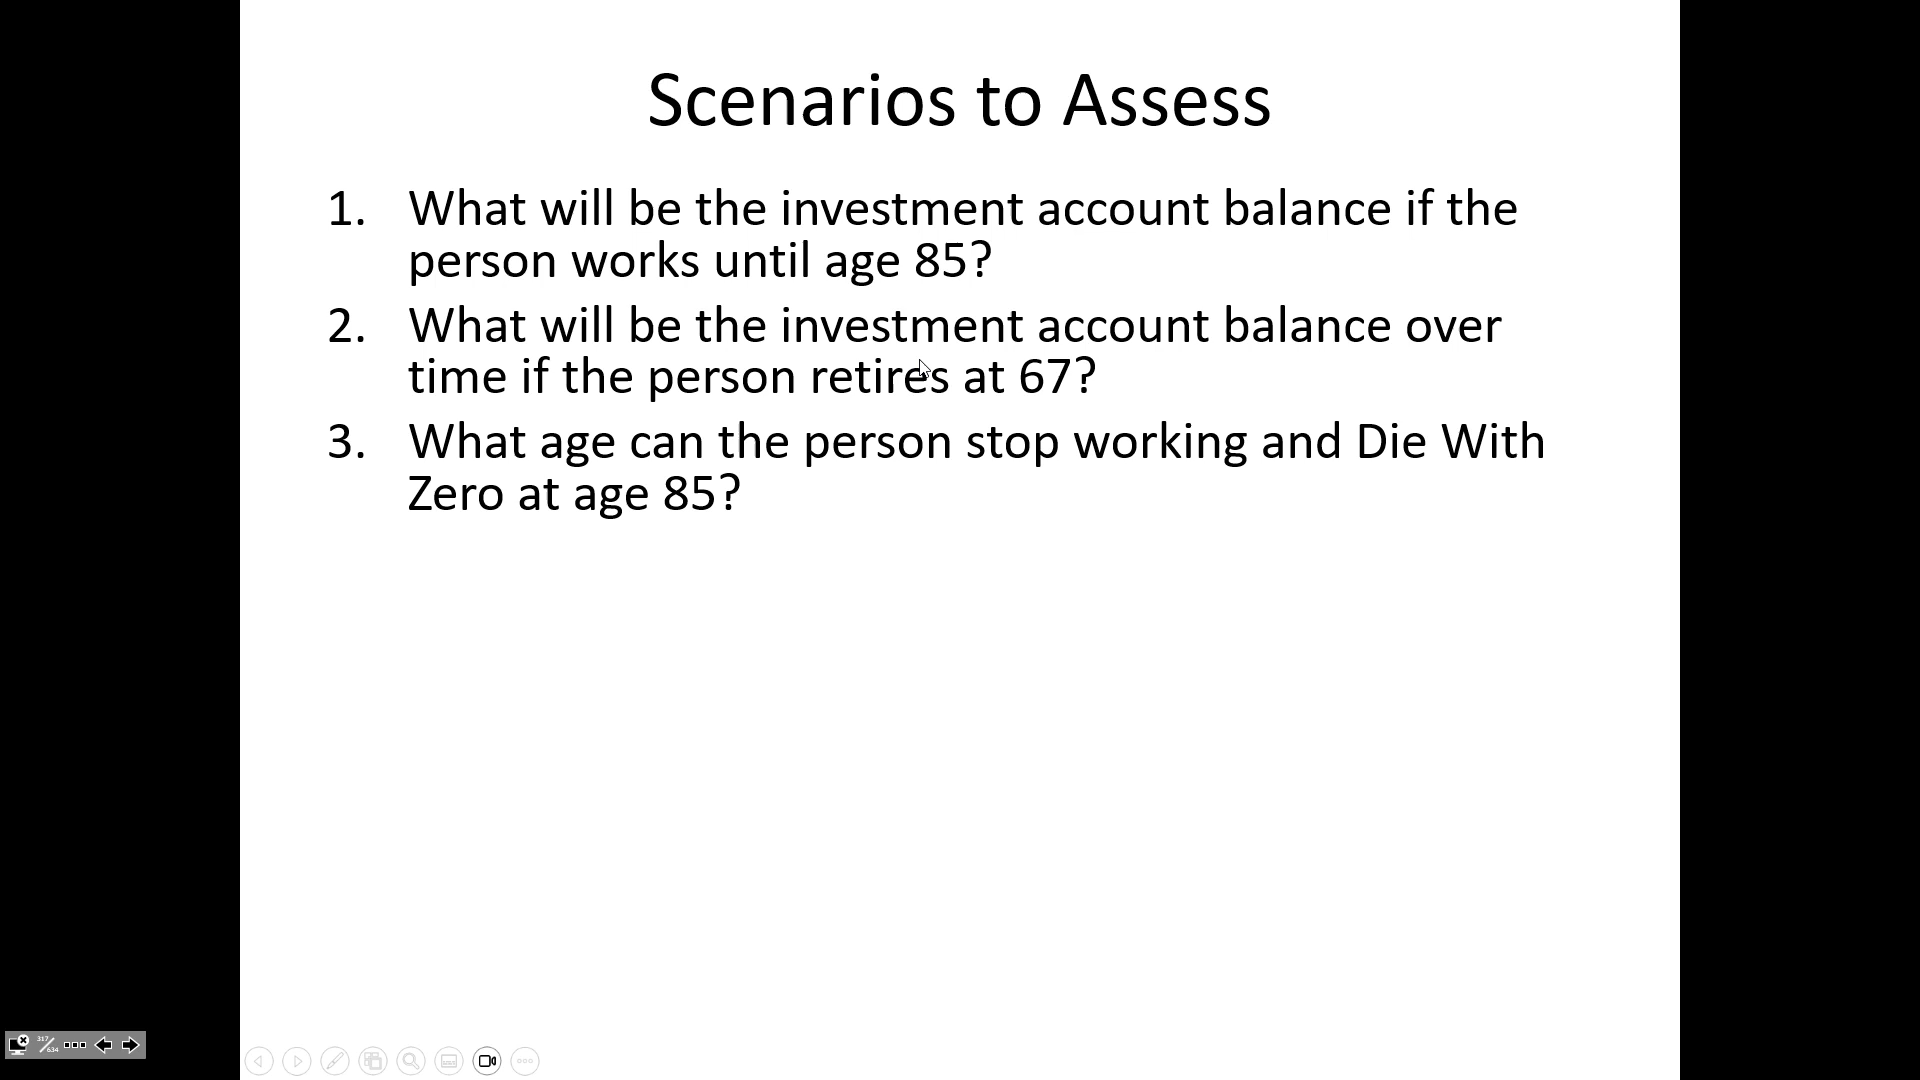 Scenarios to Assess
1. What will be the investment account balance if the
person works until age 85?
2. What will be the investment account balance over
time if the person retires at 67?
3. What age can the person stop working and Die With
Zero at age 85?
317/634